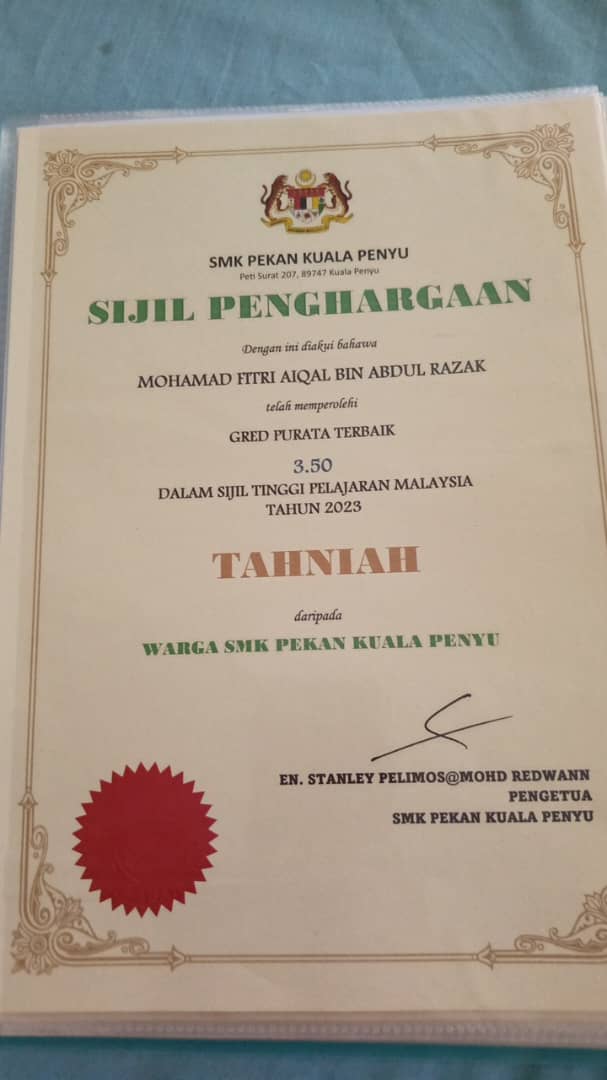 SMK PEKAN KUALA PENYU
Peti Surat 207, 89747 Kuala Penyu
SIJIL PENGHARGAAN
Dengan ini diakui bahawa
MOHAMAD FITRI AIQAL BIN ABDUL RAZAK
telah memperolehi
GRED PURATA TERBAIK
3.50
DALAM SIJIL TINGGI PELAJARAN MALAYSIA
TAHUN 2023
TAHNIAH
daripada
WARGA SMK PEKAN KUALA PENYU
EN. STANLEY PELIMOS@MOHD REDWANN
PENGETUA
SMK PEKAN KUALA PENYU